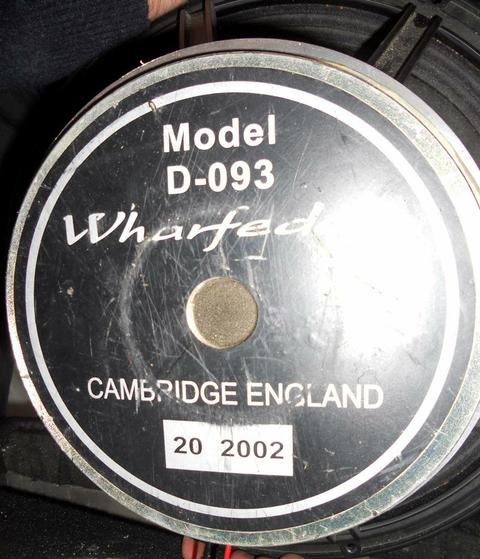 Model
D-093
Wharfed
CAMBRIDGE ENGLAND
20 2002